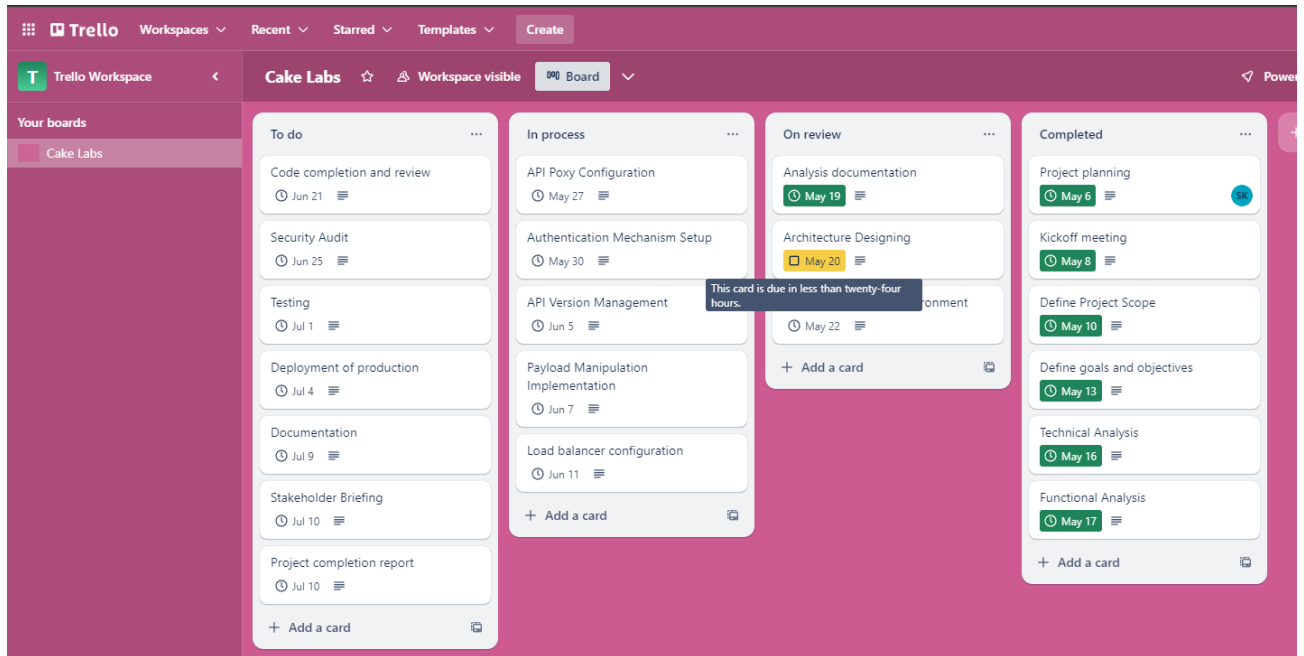 Trello
Workspaces
Recent
Starred
Templates
Create
T
Trello Workspace
Cake Labs
Workspace visible
Board
Power
Your boards
Cake Labs
To do
Code completion and review
Jun 21
Security Audit
Jun 25
Testing
Jul 1
Deployment of production
Jul 4
Documentation
Jul 9
Stakeholder Briefing
Jul 10
Project completion report
Jul 10
+ Add a card
In process
API Poxy Configuration
May 27
Authentication Mechanism Setup
May 30
API Version Management
Jun 5
Payload Manipulation
Implementation
Jun 7
Load balancer configuration
Jun 11
+ Add a card
On review
Analysis documentation
May 19
Architecture Designing
May 20
This card is due in less than twenty-four
hours.
ronment
May 22
+ Add a card
Completed
Project planning
May 6
SK
Kickoff meeting
May 8
Define Project Scope
May 10
Define goals and objectives
May 13
Technical Analysis
May 16
Functional Analysis
May 17
+ Add a card